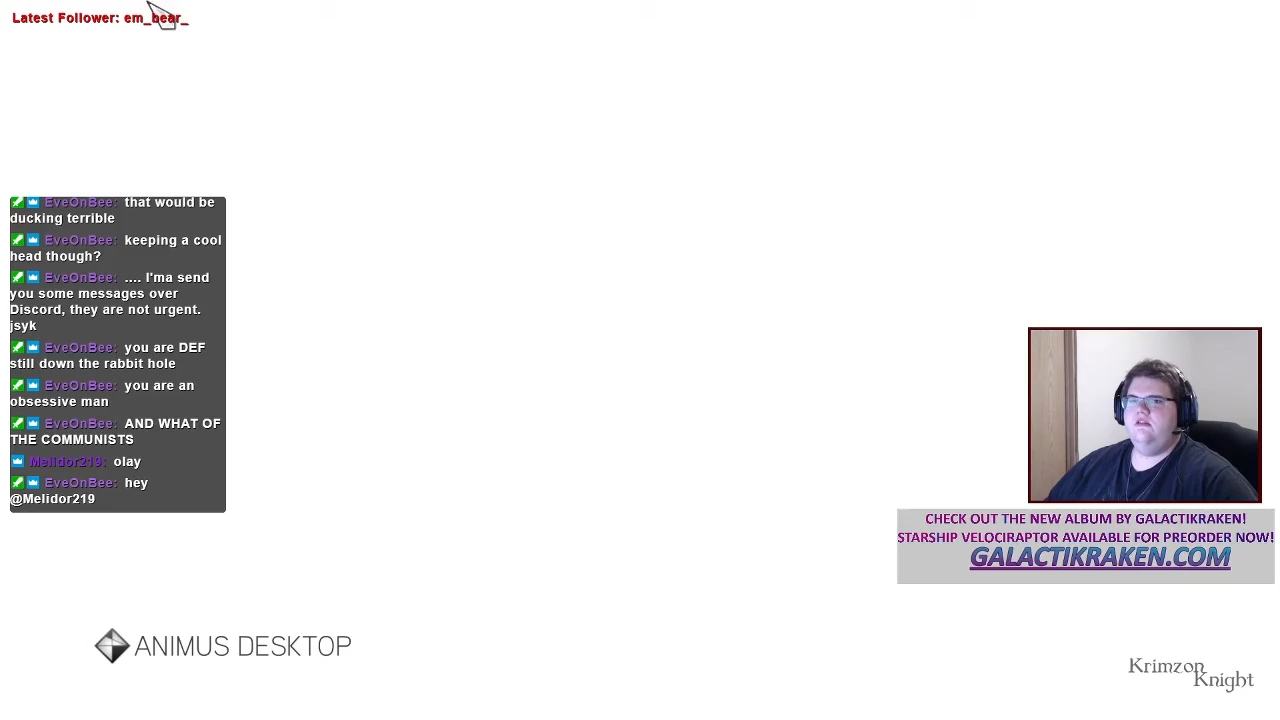 Latest Follower: em_bear_
EveOnBee: that would be
ducking terrible
EveOnBee: keeping a cool
head though?
EveOnBee: .... I'ma send
you some messages over
Discord, they are not urgent.
jsyk
EveOnBee: you are DEF
still down the rabbit hole
EveOnBee: you are an
obsessive man
EveOnBee: AND WHAT OF
THE COMMUNISTS
Melidor219: olay
EveOnBee: hey
@Melidor219
CHECK OUT THE NEW ALBUM BY GALACTIKRAKEN!
STARSHIP VELOCIRAPTOR AVAILABLE FOR PREORDER NOW!
GALACTIKRAKEN.COM
ANIMUS DESKTOP
Krimzon
Knight